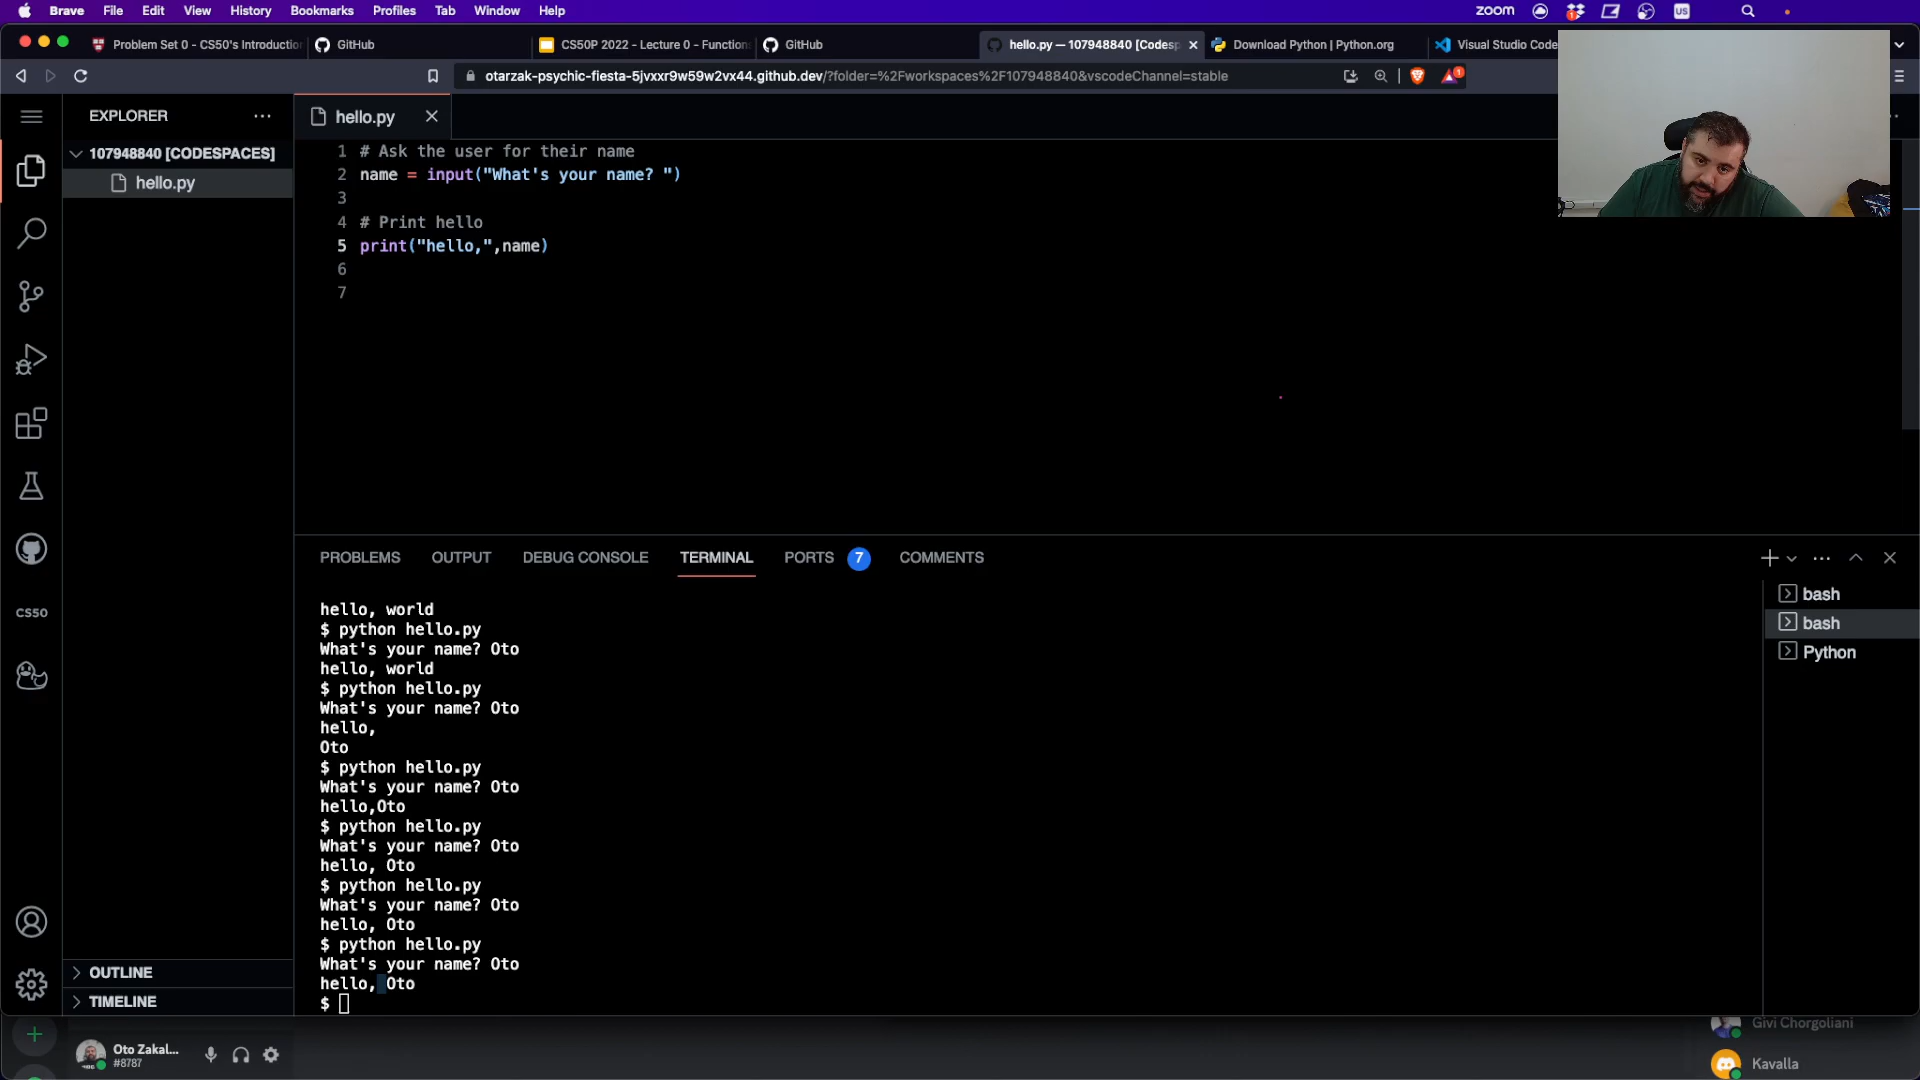 Brave File Edit View History Bookmarks Profiles Tab Window Help zoom US
Problem Set 0 - CS50's Introductio GitHub CS50P 2022 - Lecture 0 - Function GitHub hello.py — 107948840 [Codesp Download Python | Python.org Visual Studio Code
otarzak-psychic-fiesta-5jvxxr9w59w2vx44.github.dev/?folder=%2Fworkspaces%2F107948840&vscodeChannel=stable 1
EXPLORER
hello.py
107948840 [CODESPACES]
hello.py
1 # Ask the user for their name
2 name = input("What's your name? ")
3
4 # Print hello
5 print("hello,",name)
6
7
CS50
PROBLEMS OUTPUT DEBUG CONSOLE TERMINAL PORTS 7 COMMENTS
hello, world
$ python hello.py
What's your name? Oto
hello, world
$ python hello.py
What's your name? Oto
hello,
Oto
$ python hello.py
What's your name? Oto
hello,Oto
$ python hello.py
What's your name? Oto
hello, Oto
$ python hello.py
What's your name? Oto
hello, Oto
$ python hello.py
What's your name? Oto
hello, Oto
$
bash
bash
Python
OUTLINE
TIMELINE
Oto Zakal...
#8787
Givi Chorgoliani
Kavalla